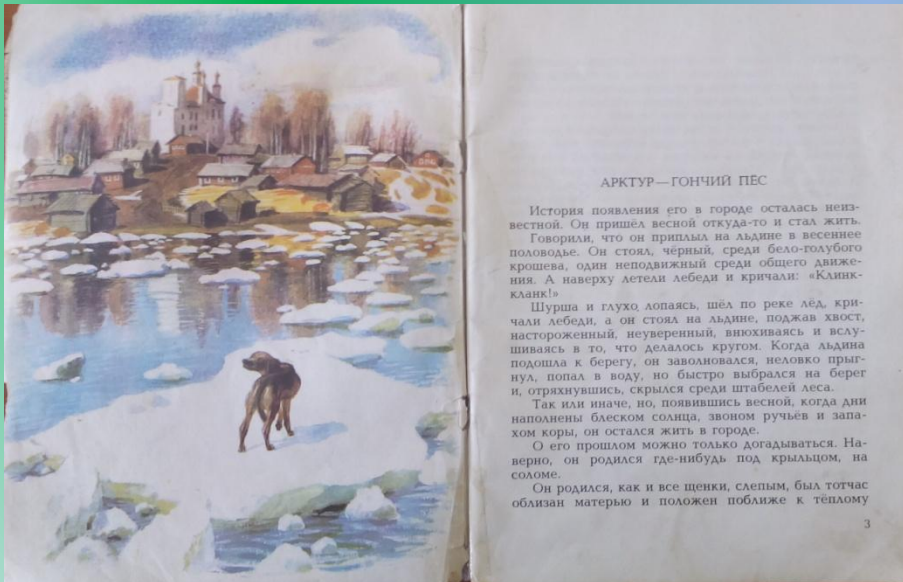 АРКТУР — ГОНЧИЙ ПЁС
История появления его в городе осталась неиз-
вестной. Он пришёл весной откуда-то и стал жить.
Говорили, что он приплыл на льдине в весеннее
половодье. Он стоял, чёрный, среди бело-голубого
крошева, один неподвижный среди общего движе-
ния. А наверху летели лебеди и кричали: «Клинк-
кланк!»
Шурша и глухо лопаясь, шёл по реке лёд, кри-
чали лебеди, а он стоял на льдине, поджав хвост,
настороженный, неуверенный, внюхиваясь и вслу-
шиваясь в то, что делалось кругом. Когда льдина
подошла к берегу, он заволновался, неловко прыг-
нул, попал в воду, но быстро выбрался на берег
и, отряхнувшись, скрылся среди штабелей леса.
Так или иначе, но, появившись весной, когда дни
наполнены блеском солнца, звоном ручьёв и запа-
хом коры, он остался жить в городе.
О его прошлом можно только догадываться. На-
верно, он родился где-нибудь под крыльцом, на
соломе.
Он родился, как и все щенки, слепым, был тотчас
облизан матерью и положен поближе к тёплому
3